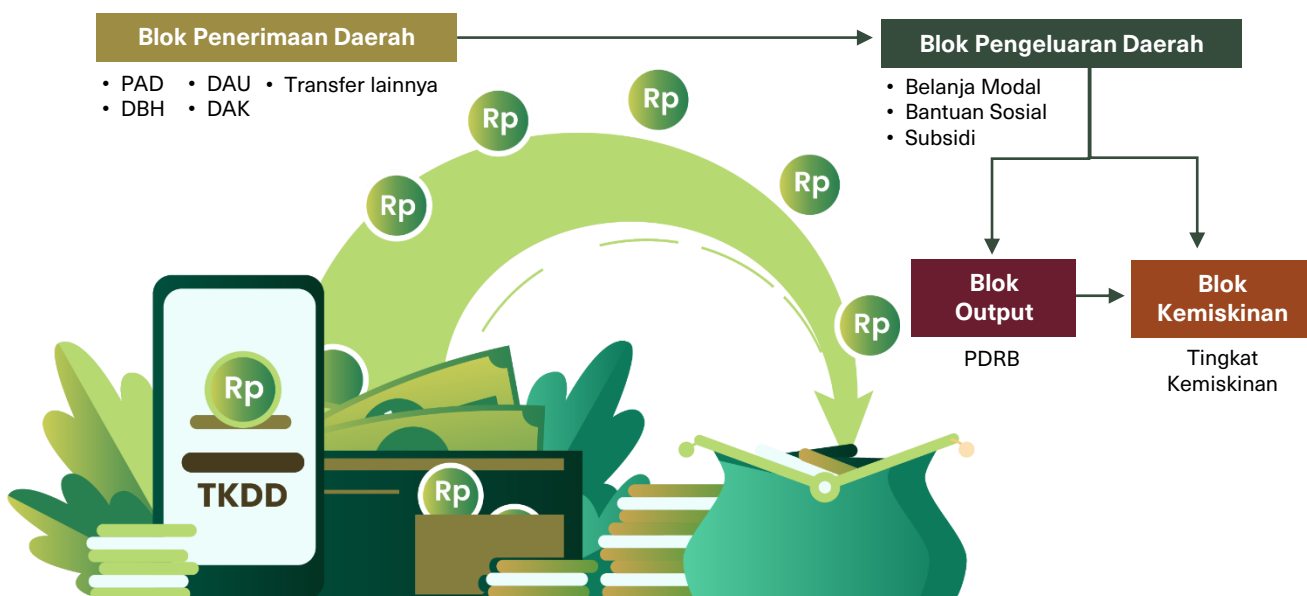 Blok Penerimaan Daerah
• PAD • DAU • Transfer lainnya
• DBH • DAK
Blok Pengeluaran Daerah
• Belanja Modal
• Bantuan Sosial
• Subsidi
Rp
Rp
Rp
Rp
Rp
Blok
Output
PDRB
Blok
Kemiskinan
Tingkat
Kemiskinan
Rp
TKDD
Rp